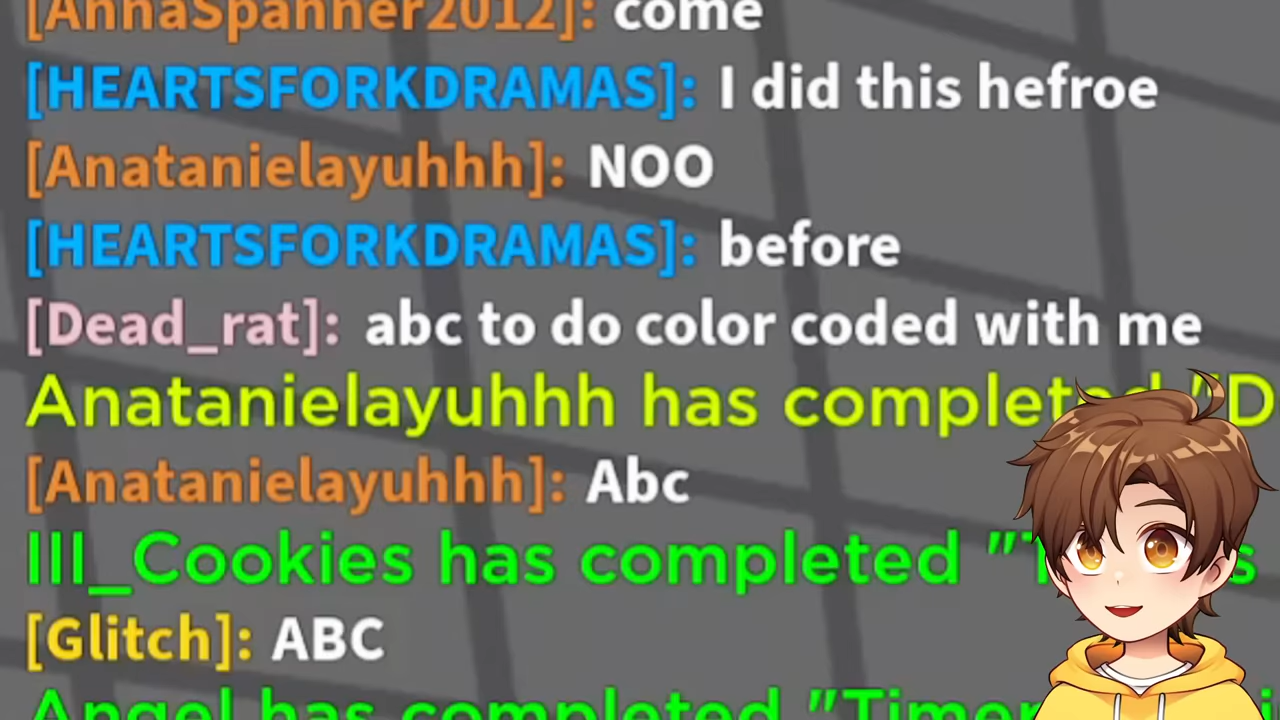 [AnnaSpanner2012]: come
[HEARTSFORKDRAMAS]: I did this hefroe
[Anatanielayuhhh]: NOO
[HEARTSFORKDRAMAS]: before
[Dead_rat]: abc to do color coded with me
Anatanielayuhhh has completed "D
[Anatanielayuhhh]: Abc
III_Cookies has completed "T
[Glitch]: ABC
Angel has completed "Timer